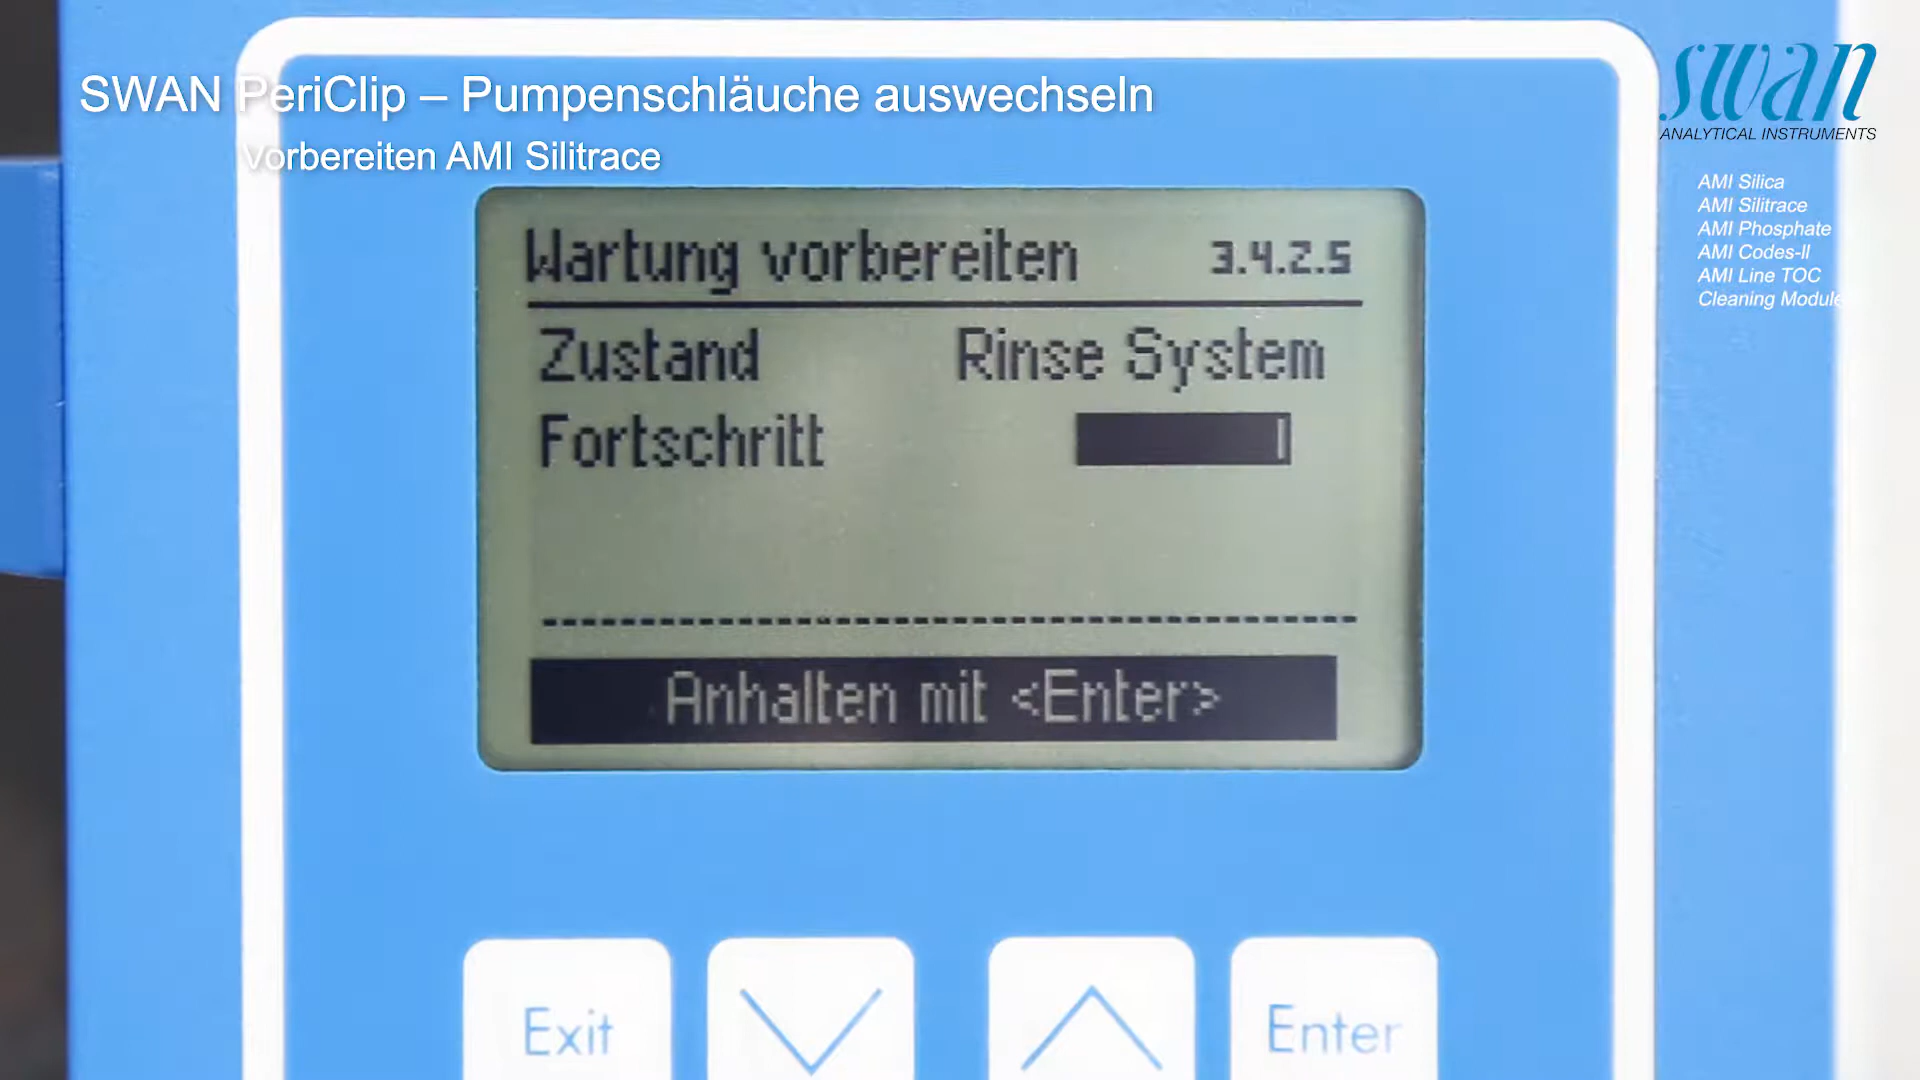 SWAN PeriClip – Pumpenschläuche auswechseln
Vorbereiten AMI Silitrace
swan
ANALYTICAL INSTRUMENTS
AMI Silica
AMI Silitrace
AMI Phosphate
AMI Codes-II
AMI Line TOC
Cleaning Module
Wartung vorbereiten 3.4.2.5
Zustand Rinse System
Fortschritt
Anhalten mit <Enter>
Exit Enter